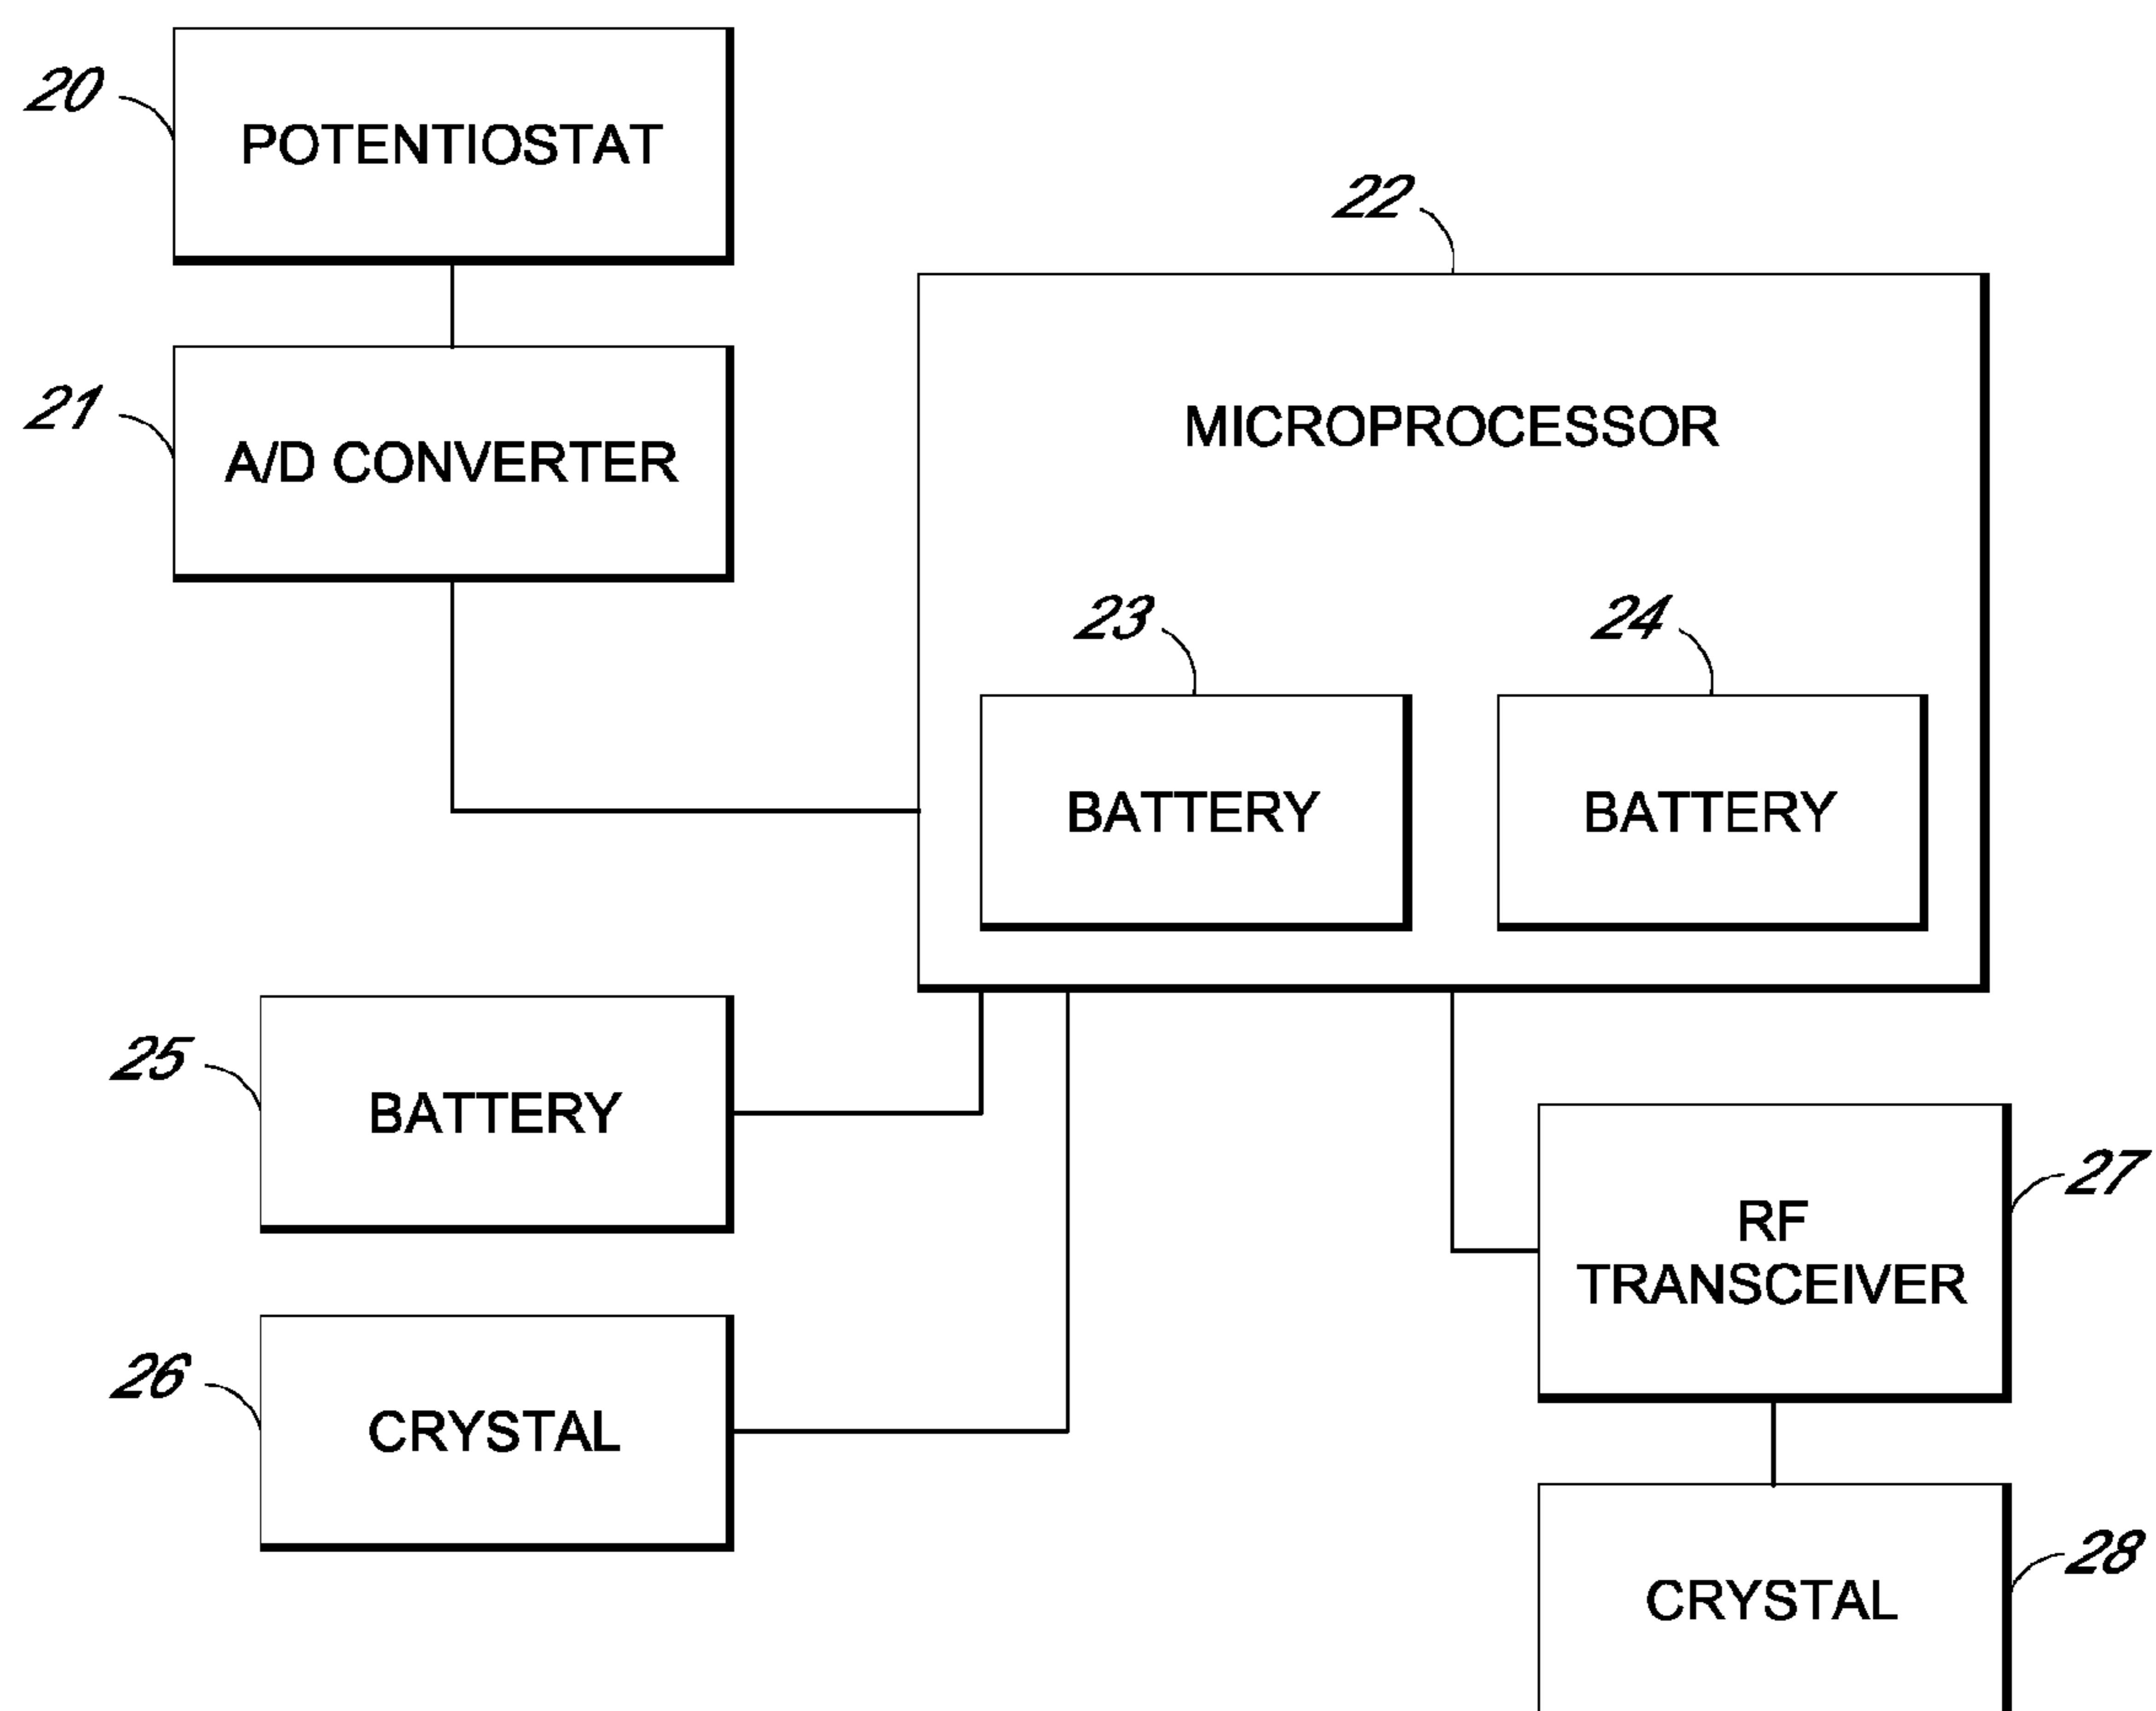 20
POTENTIOSTAT
22
21
A/D CONVERTER
MICROPROCESSOR
23
24
BATTERY
BATTERY
25
BATTERY
27
RF
TRANSCEIVER
26
CRYSTAL
28
CRYSTAL